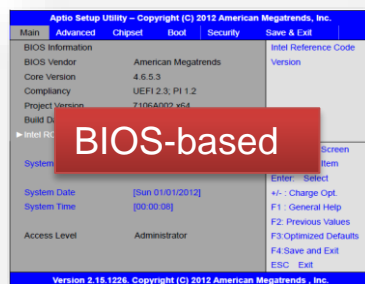 Aptio Setup Utility – Copyright (C) 2012 American Megatrends, Inc.
Main Advanced Chipset Boot Security Save & Exit
BIOS Information
BIOS Vendor American Megatrends
Core Version 4.6.5.3
Compliancy UEFI 2.3; PI 1.2
Project Version 7106A002 x64
Build
Intel
System
System Date [Sun 01/01/2012]
System Time [00:00:08]
Access Level Administrator
Intel Reference Code
Version
Screen
Item
Enter: Select
+/- : Charge Opt.
F1 : General Help
F2: Previous Values
F3:Optimized Defaults
F4:Save and Exit
ESC Exit
BIOS-based
Version 2.15.1226. Copyright (C) 2012 American Megatrends , Inc.